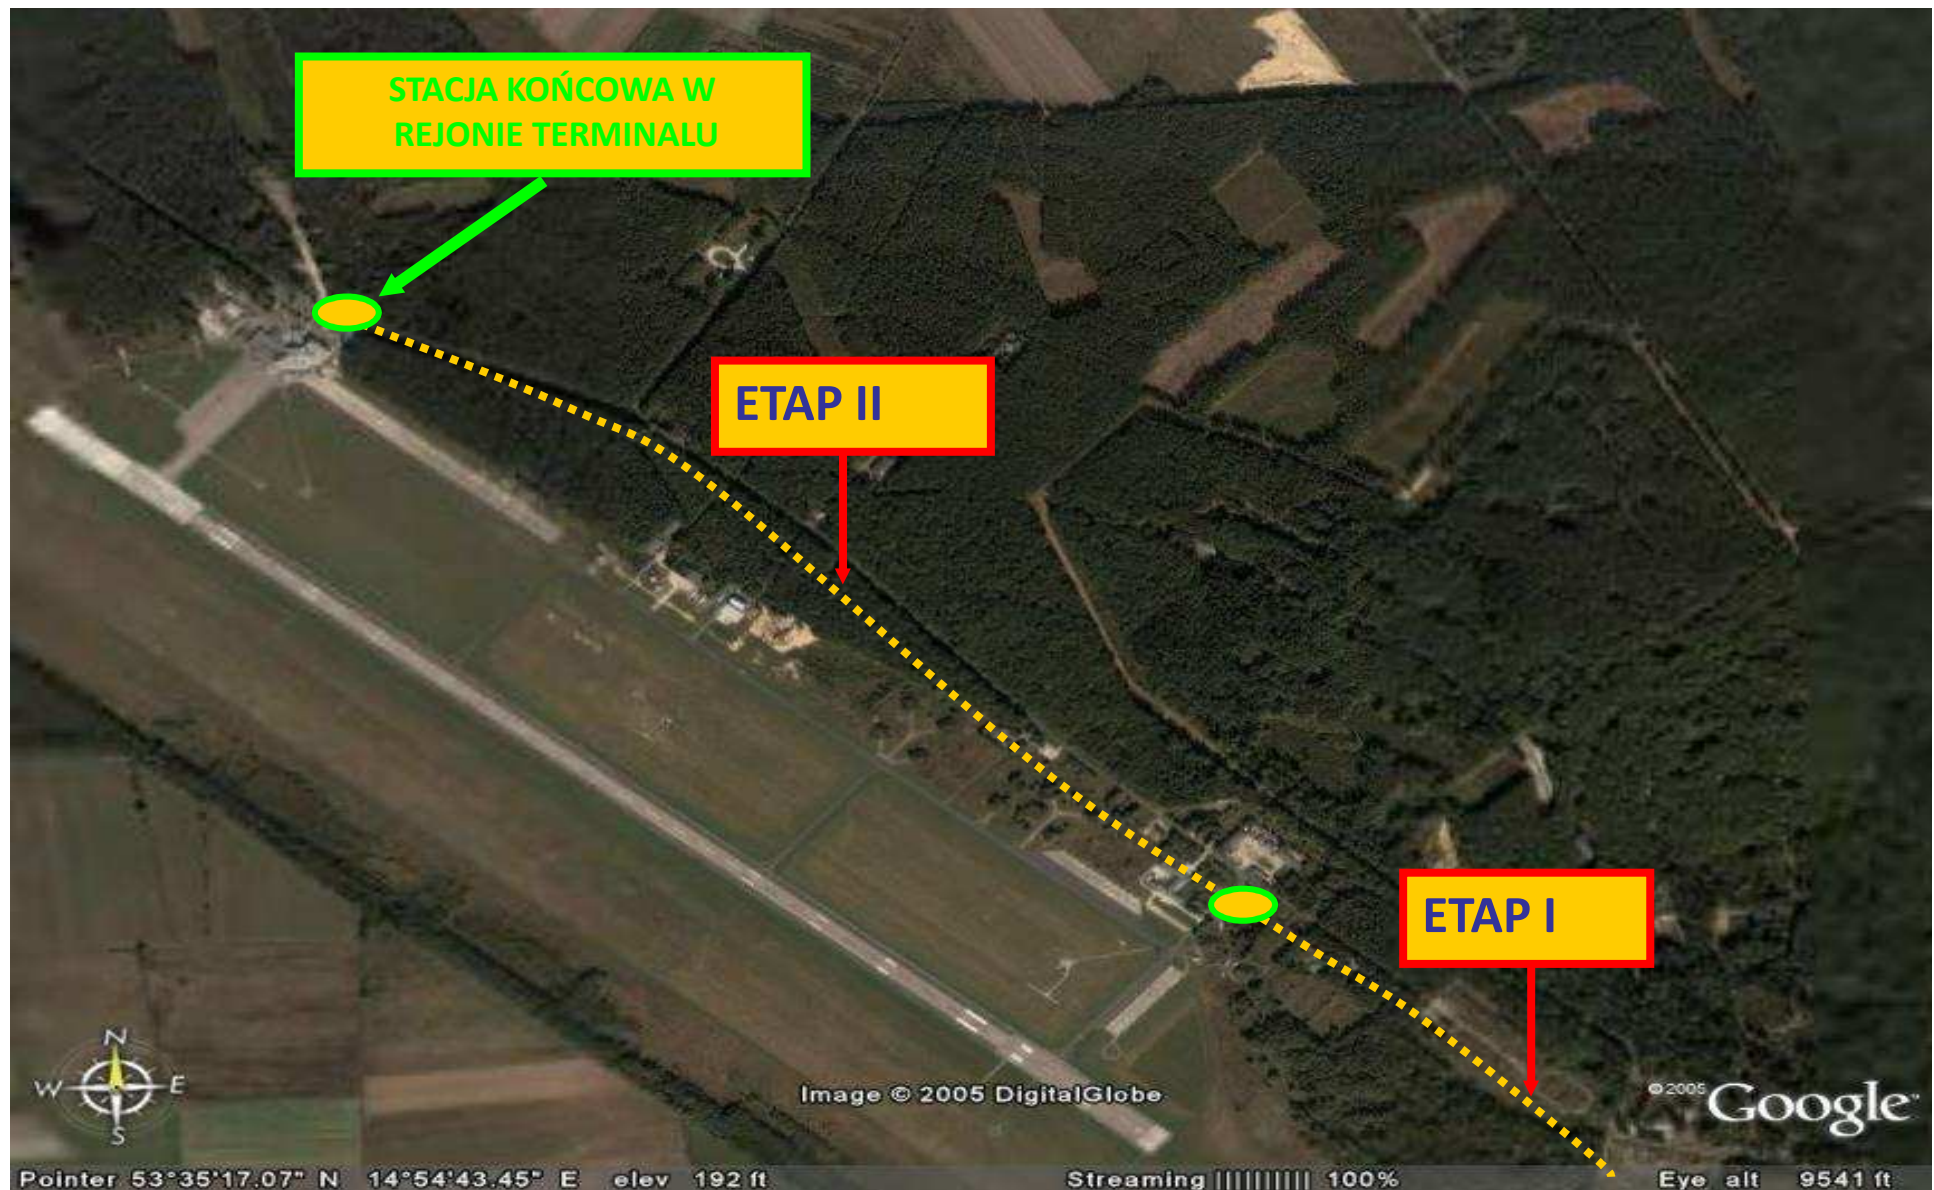 STACJA KOŃCOWA W
REJONIE TERMINALU
ETAP II
ETAP I
N
W E
S
Image © 2005 DigitalGlobe
©2005 Google™
Pointer 53°35'17.07" N 14°54'43.45" E elev 192 ft Streaming |||||||||| 100% Eye alt 9541 ft